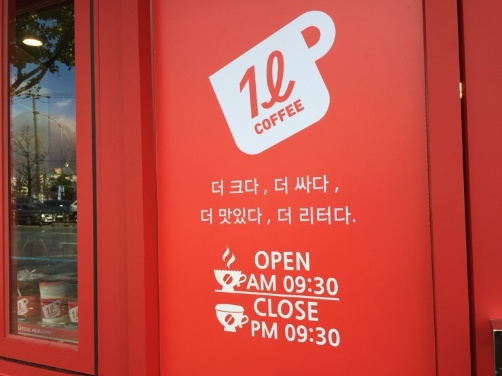 1l
COFFEE
더 크다, 더 싸다,
더 맛있다, 더 리터다.
OPEN
AM 09:30
CLOSE
PM 09:30